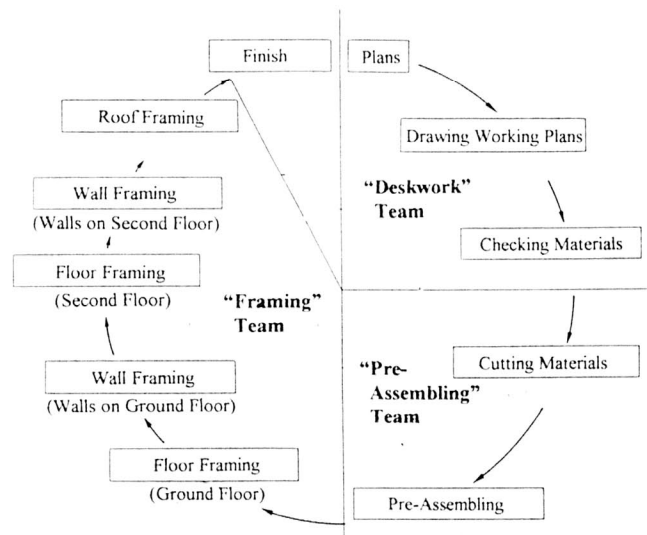 Finish
Plans
Roof Framing
Drawing Working Plans
Wall Framing
(Walls on Second Floor)
“Deskwork”
Team
Checking Materials
Floor Framing
(Second Floor)
“Framing”
Team
Cutting Materials
“Pre-
Assembling”
Team
Wall Framing
(Walls on Ground Floor)
Floor Framing
(Ground Floor)
Pre-Assembling